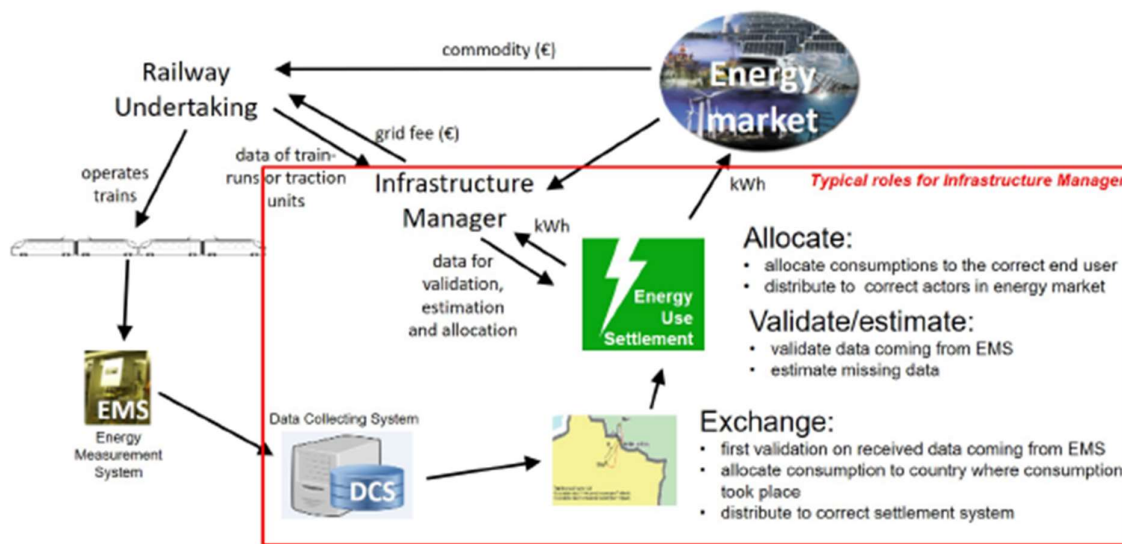 commodity (€)
Energy
market
Railway
Undertaking
grid fee (€)
operates
trains
data of train-
runs or traction
units
Infrastructure
Manager
kWh
kWh
Typical roles for Infrastructure Manager
data for
validation,
estimation
and allocation
Energy
Use
Settlement
Allocate:
• allocate consumptions to the correct end user
• distribute to correct actors in energy market
Validate/estimate:
• validate data coming from EMS
• estimate missing data
EMS
Energy
Measurement
System
Data Collecting System
DCS
Exchange:
• first validation on received data coming from EMS
• allocate consumption to country where consumption
took place
• distribute to correct settlement system